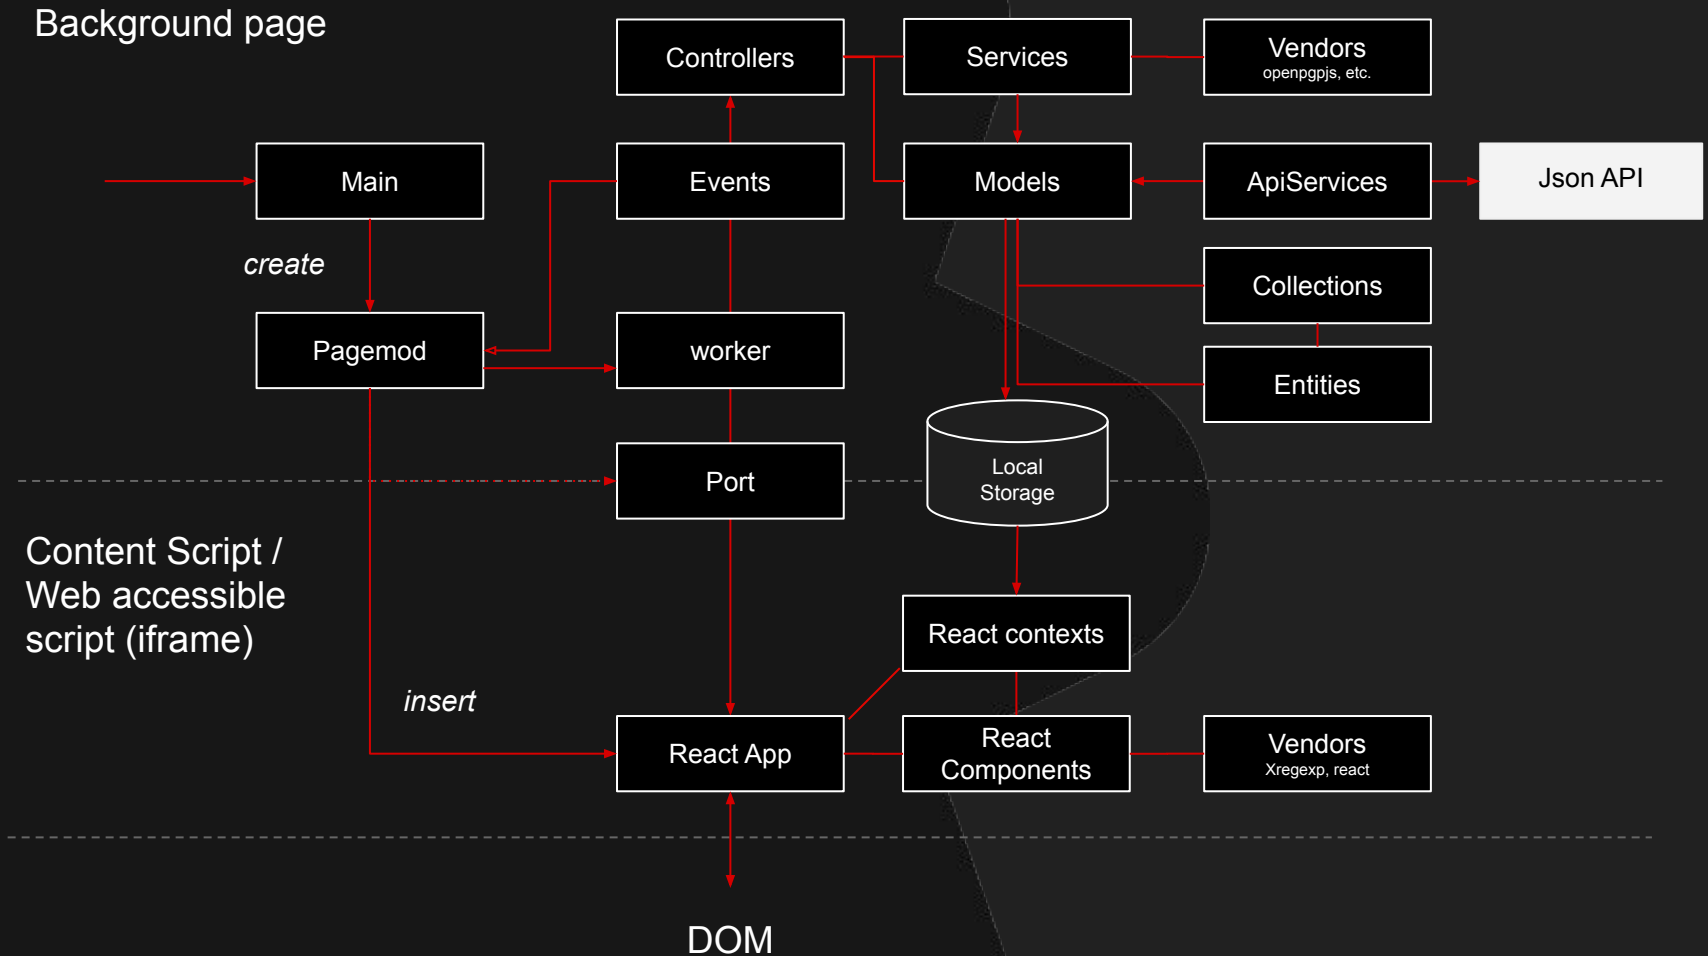 Background page
Controllers
Services
Vendors
openpgpjs, etc.
Main
Events
Models
ApiServices
Json API
create
Collections
Pagemod
worker
Entities
Port
Local
Storage
Content Script /
Web accessible
script (iframe)
React contexts
insert
React App
React
Components
Vendors
Xregexp, react
DOM